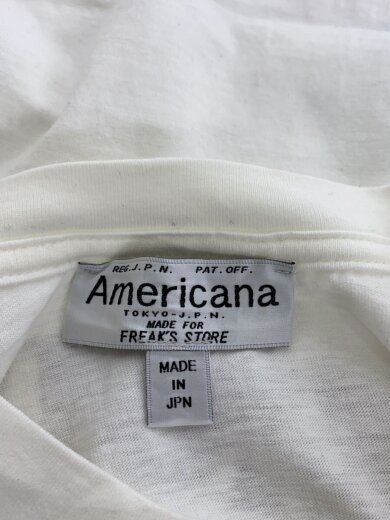 REG.J.P.N. PAT.OFF.
Americana
TOKYO-J.P.N.
MADE FOR
FREAK'S STORE
MADE
IN
JPN